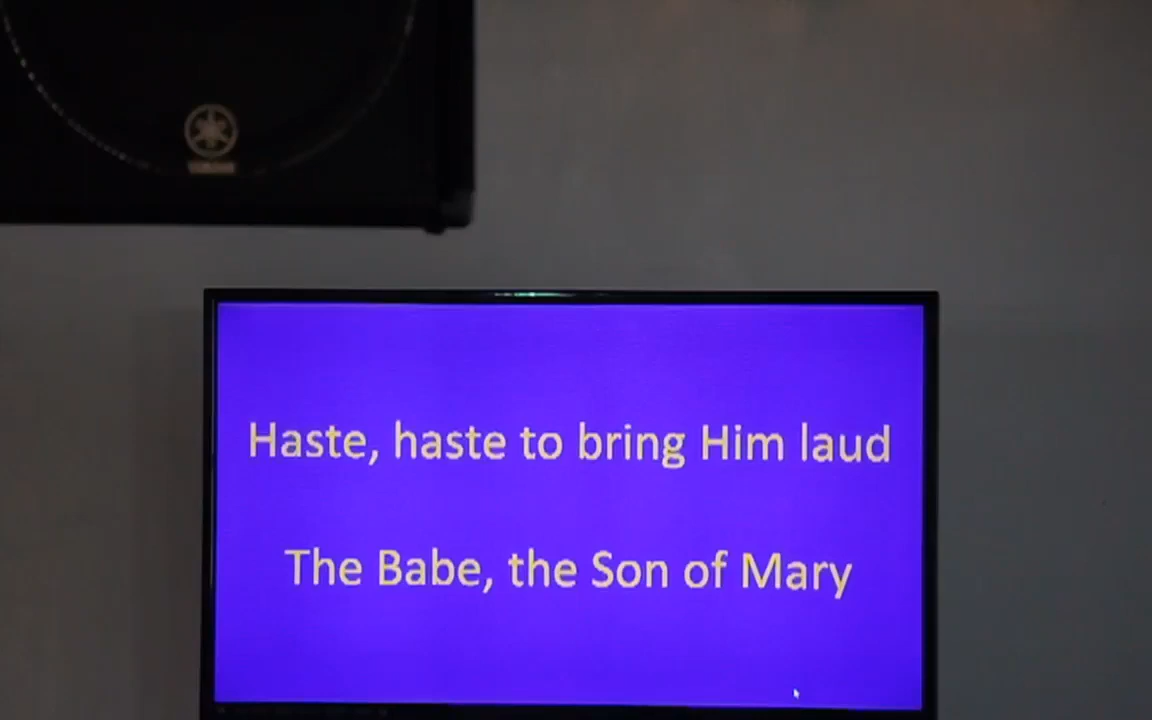 Haste, haste to bring Him laud
The Babe, the Son of Mary